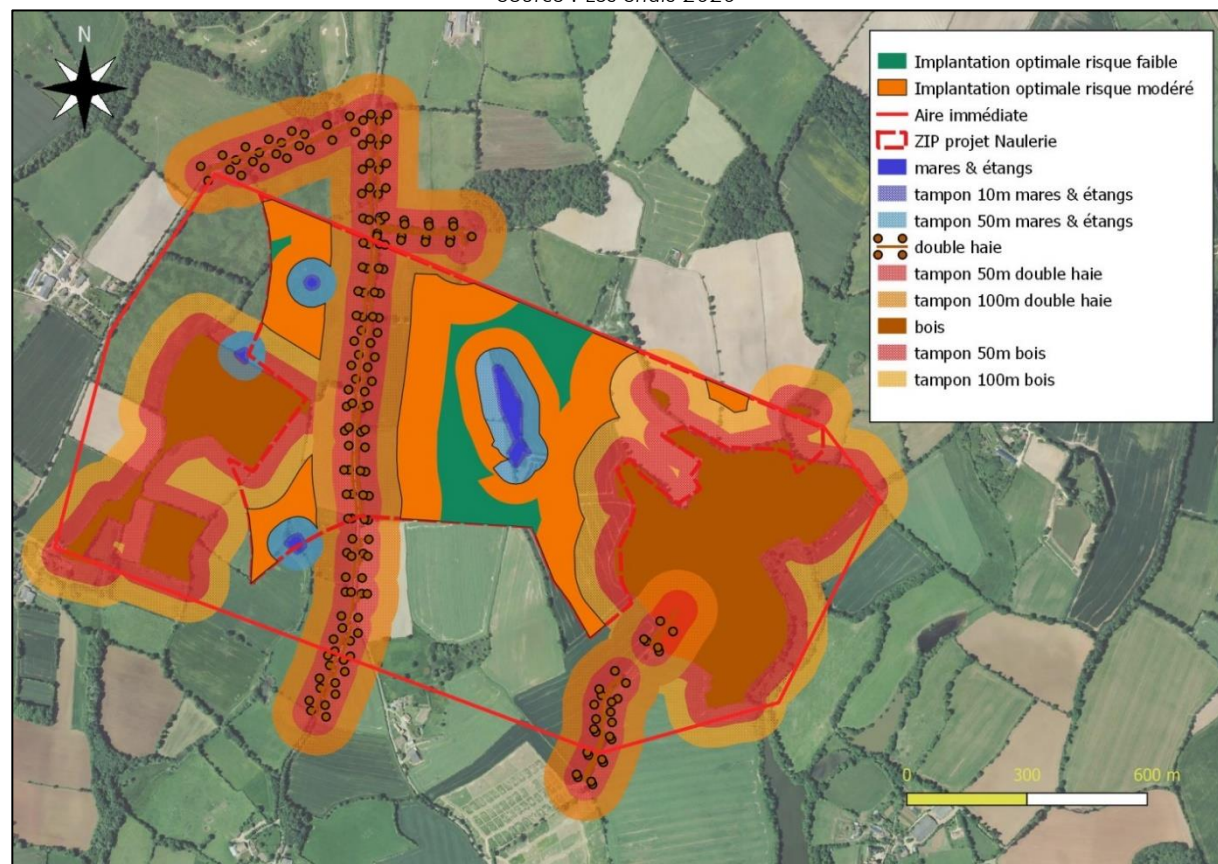 N
Implantation optimale risque faible
Implantation optimale risque modéré
Aire immédiate
ZIP projet Naulerie
mares & étangs
tampon 10m mares & étangs
tampon 50m mares & étangs
double haie
tampon 50m double haie
tampon 100m double haie
bois
tampon 50m bois
tampon 100m bois
0 300 600 m